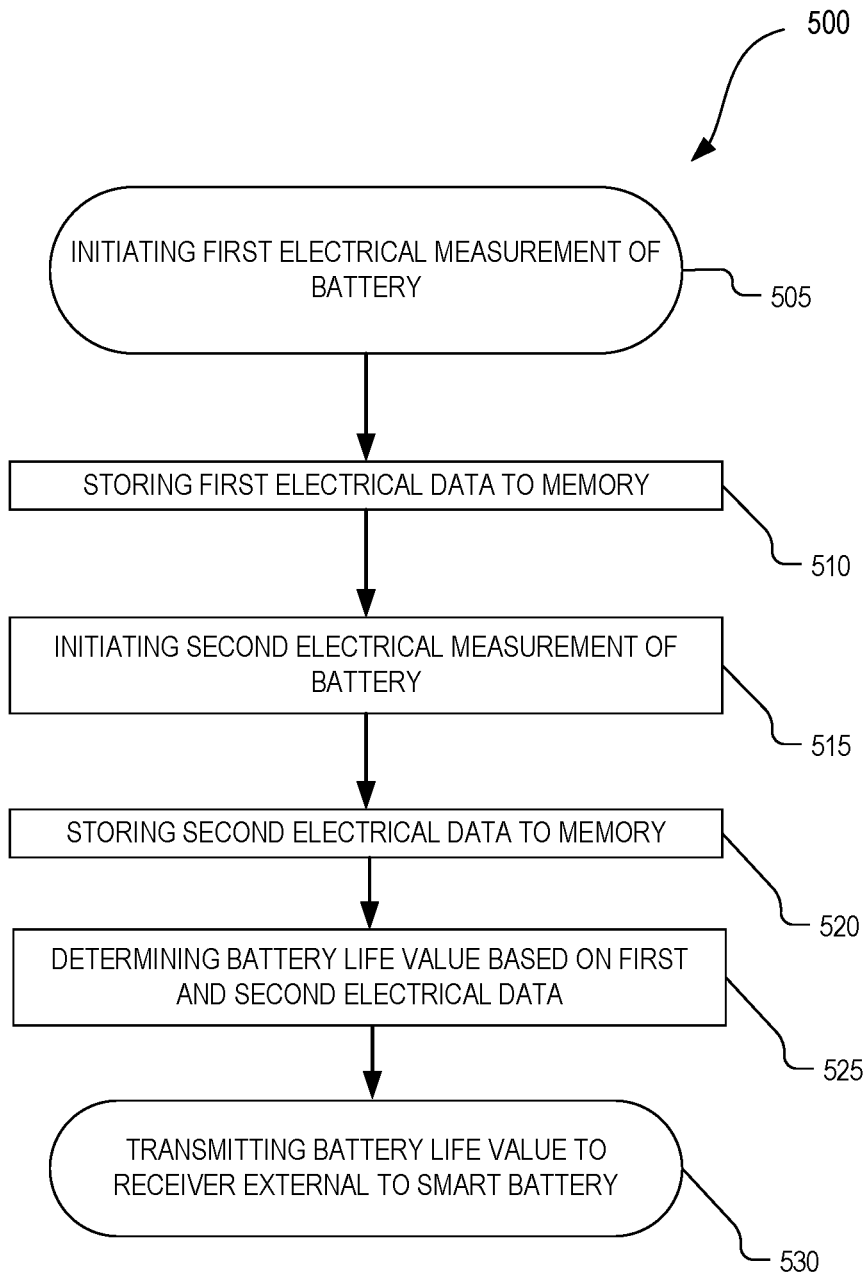 500
INITIATING FIRST ELECTRICAL MEASUREMENT OF
BATTERY
505
STORING FIRST ELECTRICAL DATA TO MEMORY
510
INITIATING SECOND ELECTRICAL MEASUREMENT OF
BATTERY
515
STORING SECOND ELECTRICAL DATA TO MEMORY
520
DETERMINING BATTERY LIFE VALUE BASED ON FIRST
AND SECOND ELECTRICAL DATA
525
TRANSMITTING BATTERY LIFE VALUE TO
RECEIVER EXTERNAL TO SMART BATTERY
530